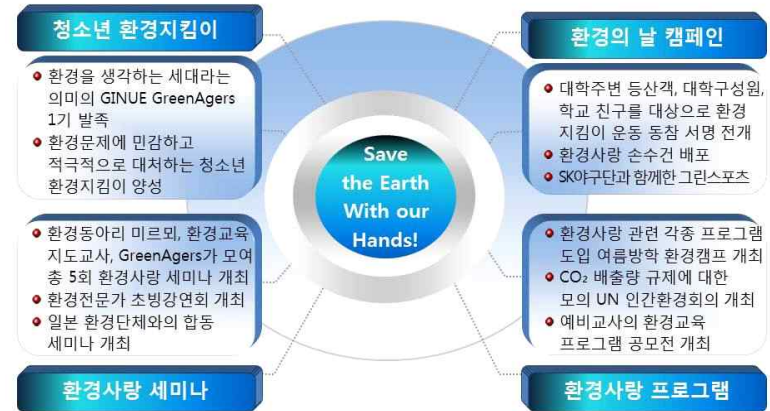 청소년 환경지킴이
환경을 생각하는 세대라는
의미의 GINUE GreenAgers
1기 발족
환경문제에 민감하고
적극적으로 대처하는 청소년
환경지킴이 양성
환경의 날 캠페인
대학주변 등산객, 대학구성원,
학교 친구를 대상으로 환경
지킴이 운동 동참 서명 전개
환경사랑 손수건 배포
SK야구단과 함께한 그린스포츠
Save
the Earth
With our
Hands!
환경동아리 미르뫼, 환경교육
지도교사, GreenAgers가 모여
총 5회 환경사랑 세미나 개최
환경전문가 초빙강연회 개최
일본 환경단체와의 합동
세미나 개최
환경사랑 세미나
환경사랑 관련 각종 프로그램
도입 여름방학 환경캠프 개최
CO₂ 배출량 규제에 대한
모의 UN 인간환경회의 개최
예비교사의 환경교육
프로그램 공모전 개최
환경사랑 프로그램